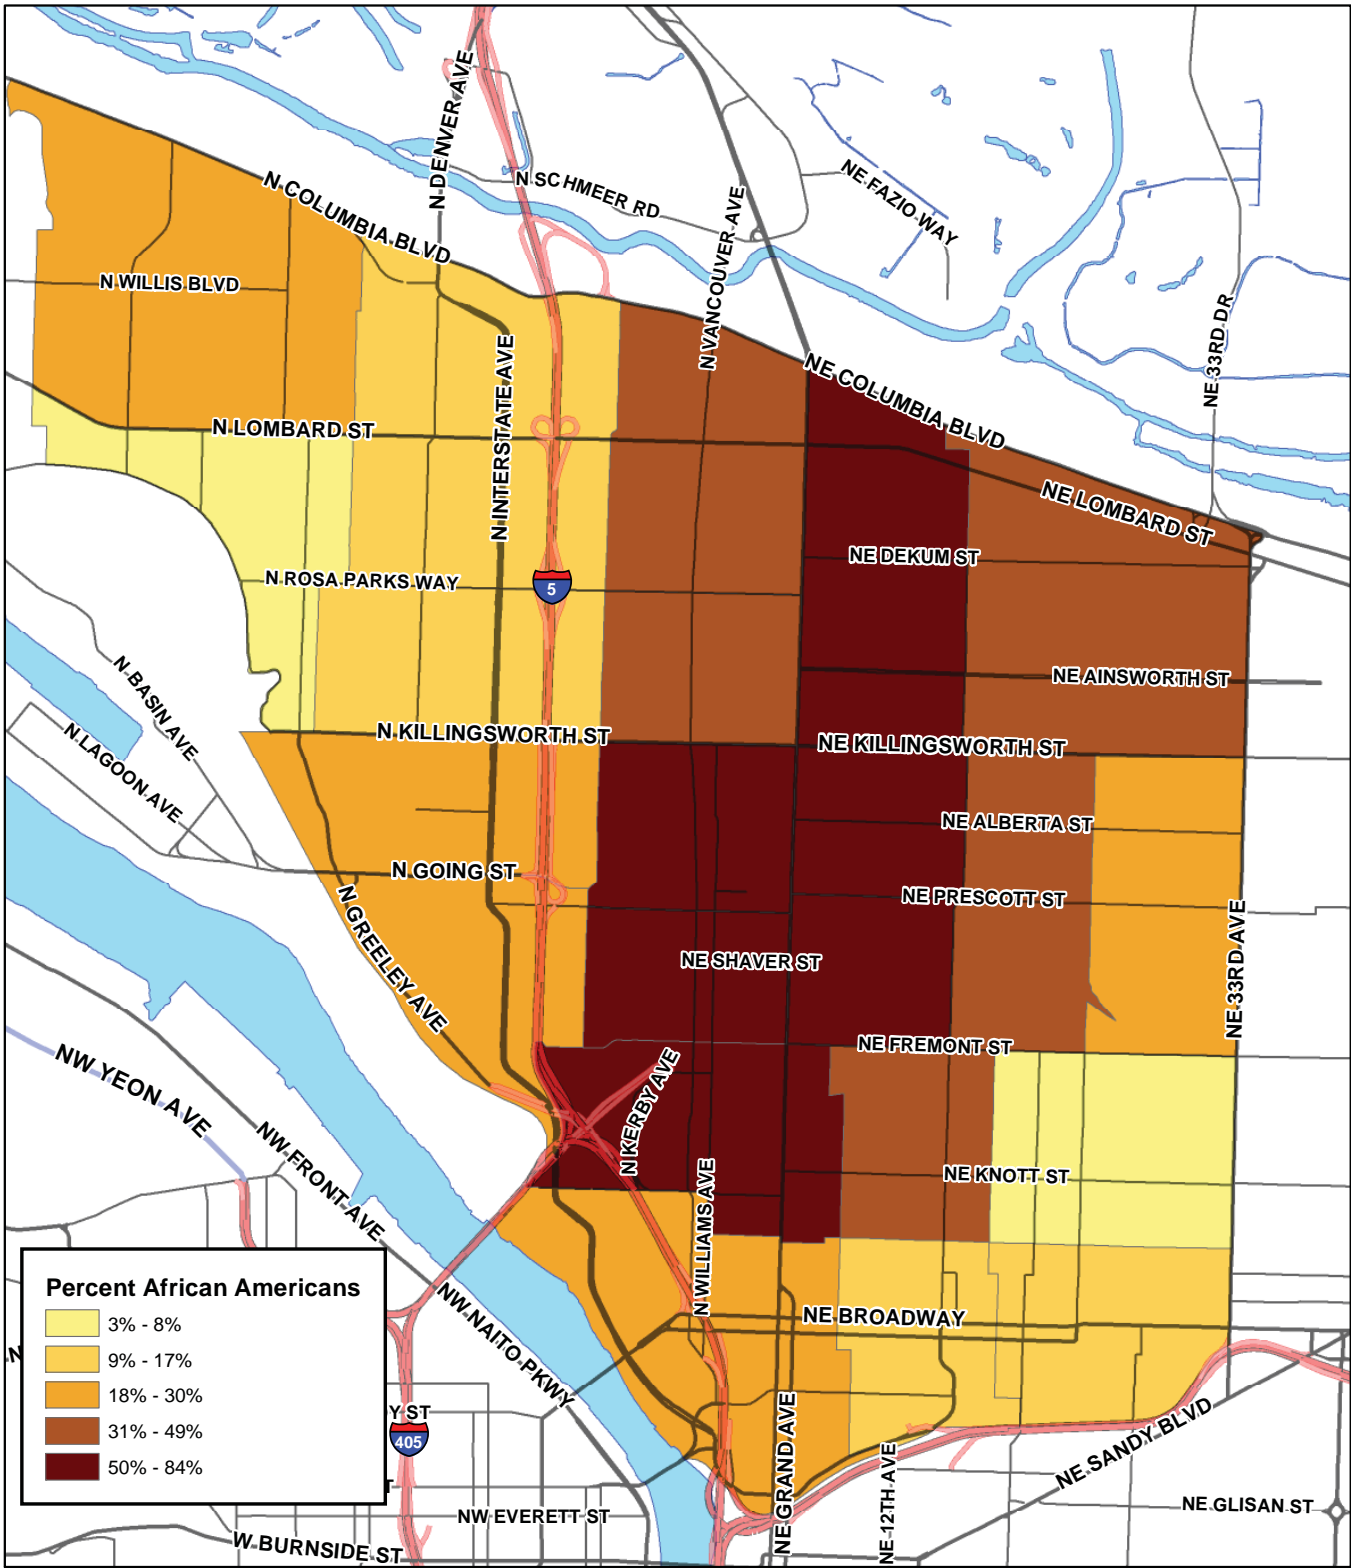 N DENVER AVE
N SCHMEER RD
NE FAZIO WAY
N COLUMBIA BLVD
N VANCOUVER AVE
N WILLIS BLVD
NE 33RD DR
N INTERSTATE AVE
NE COLUMBIA BLVD
N LOMBARD ST
NE LOMBARD ST
NE DEKUM ST
N ROSA PARKS WAY
5
NE AINSWORTH ST
N BASIN AVE
N KILLINGSWORTH ST
NE KILLINGSWORTH ST
N LAGOON AVE
NE ALBERTA ST
N GOING ST
NE PRESCOTT ST
N GREELEY AVE
NE 33RD AVE
NE SHAVER ST
NE FREMONT ST
NW YEON AVE
N KERBY AVE
NW FRONT AVE
NE KNOTT ST
N WILLIAMS AVE
NW NAITO PKWY
NE BROADWAY
Percent African Americans
3% - 8%
9% - 17%
18% - 30%
31% - 49%
50% - 84%
N
Y ST
405
T
NE GRAND AVE
NE 12TH AVE
NE SANDY BLVD
NE GLISAN ST
NW EVERETT ST
W BURNSIDE ST